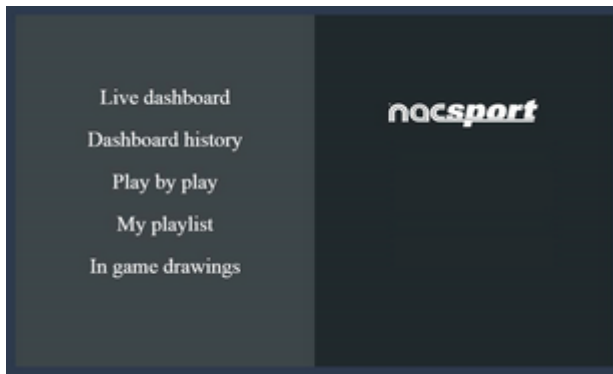 Live dashboard
Dashboard history
Play by play
My playlist
In game drawings
nacsport